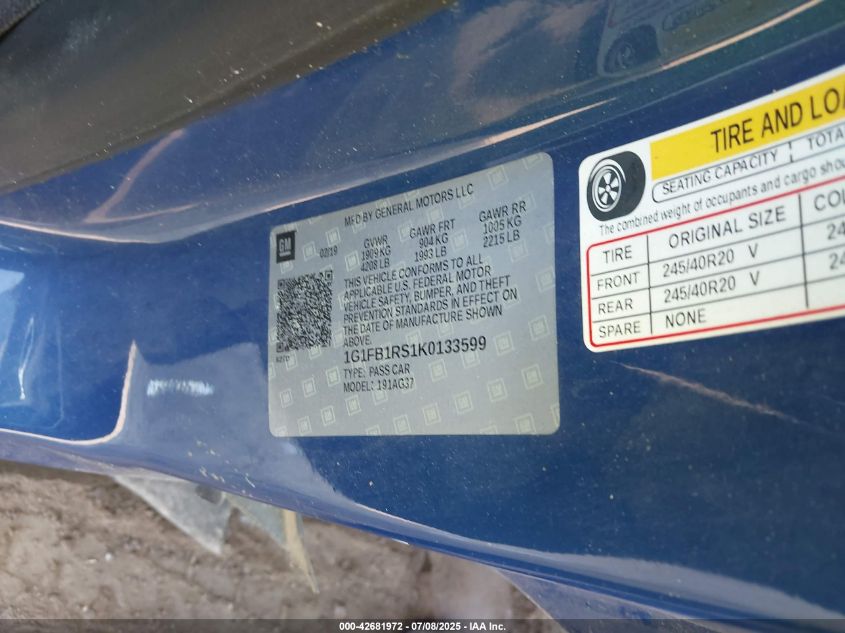 MFD BY GENERAL MOTORS LLC
GM
02/19
GVWR GAWR FRT GAWR RR
1909 KG 904 KG 1005 KG
4208 LB 1993 LB 2215 LB
THIS VEHICLE CONFORMS TO ALL
APPLICABLE U.S. FEDERAL MOTOR
VEHICLE SAFETY, BUMPER, AND THEFT
PREVENTION STANDARDS IN EFFECT ON
THE DATE OF MANUFACTURE SHOWN
ABOVE.
1G1FB1RS1K0133599
TYPE: PASS CAR
MODEL: 191AG37
TIRE AND LOA
SEATING CAPACITY TOTA
The combined weight of occupants and cargo shou
TIRE ORIGINAL SIZE COL
FRONT 245/40R20 V 24
REAR 245/40R20 V 24
SPARE NONE
000-42681972 - 07/08/2025 - IAA Inc.